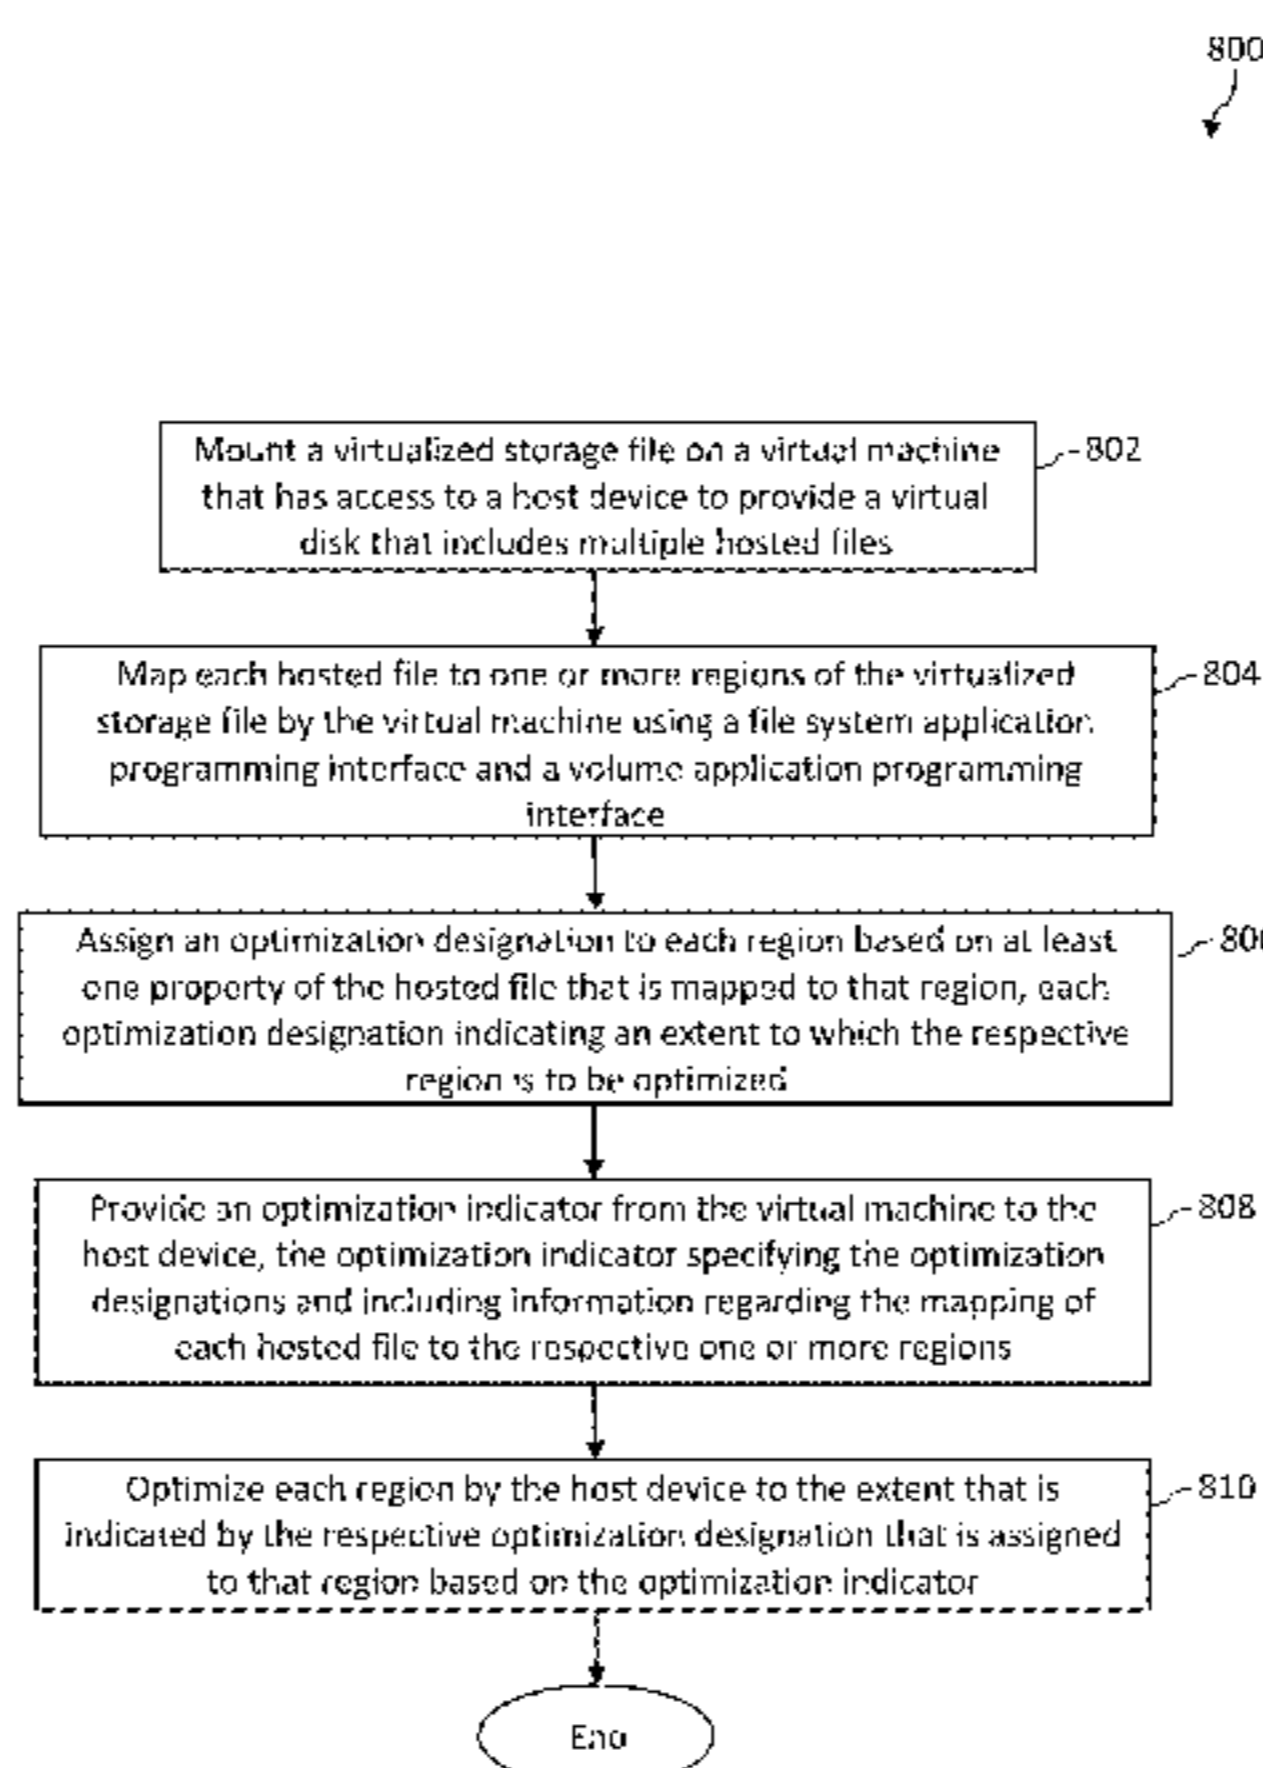 800
Mount a virtualized storage file on a virtual machine
that has access to a host device to provide a virtual
disk that includes multiple hosted files
802
Map each hosted file to one or more regions of the virtualized
storage file by the virtual machine using a file system application
programming interface and a volume application programming
interface
804
Assign an optimization designation to each region based on at least
one property of the hosted file that is mapped to that region, each
optimization designation indicating an extent to which the respective
region is to be optimized
Provide an optimization indicator from the virtual machine to the
host device, the optimization indicator specifying the optimization
designations and including information regarding the mapping of
each hosted file to the respective one or more regions
808
Optimize each region by the host device to the extent that is
indicated by the respective optimization designation that is assigned
to that region based on the optimization indicator
810
End